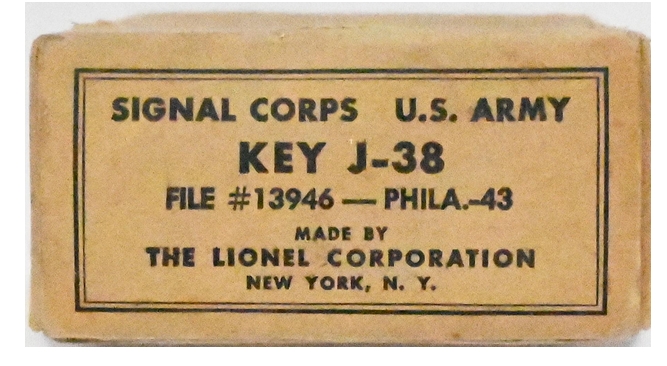 SIGNAL CORPS U.S. ARMY
KEY J-38
FILE #13946 — PHILA.-43
MADE BY
THE LIONEL CORPORATION
NEW YORK, N. Y.